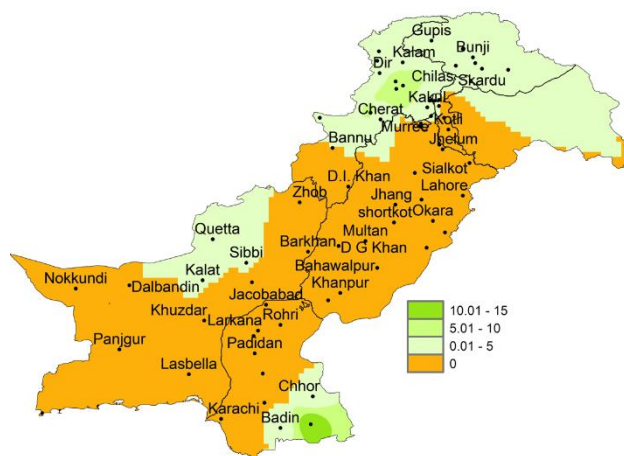 Gupis
Kalam
Bunji
Dir
Chilas
Skardu
Kakul
Cherat
Kotli
Murree
Bannu
Jhelum
Sialkot
D.I. Khan
Zhob
Lahore
Jhang
shortkot
Okara
Quetta
Multan
Barkhan
D G Khan
Sibbi
Bahawalpur
Kalat
Nokkundi
Dalbandin
Khanpur
Jacobabad
Khuzdar
Larkana
Rohri
Panjgur
Padidan
Lasbella
Chhor
Karachi
Badin
10.01 - 15
5.01 - 10
0.01 - 5
0